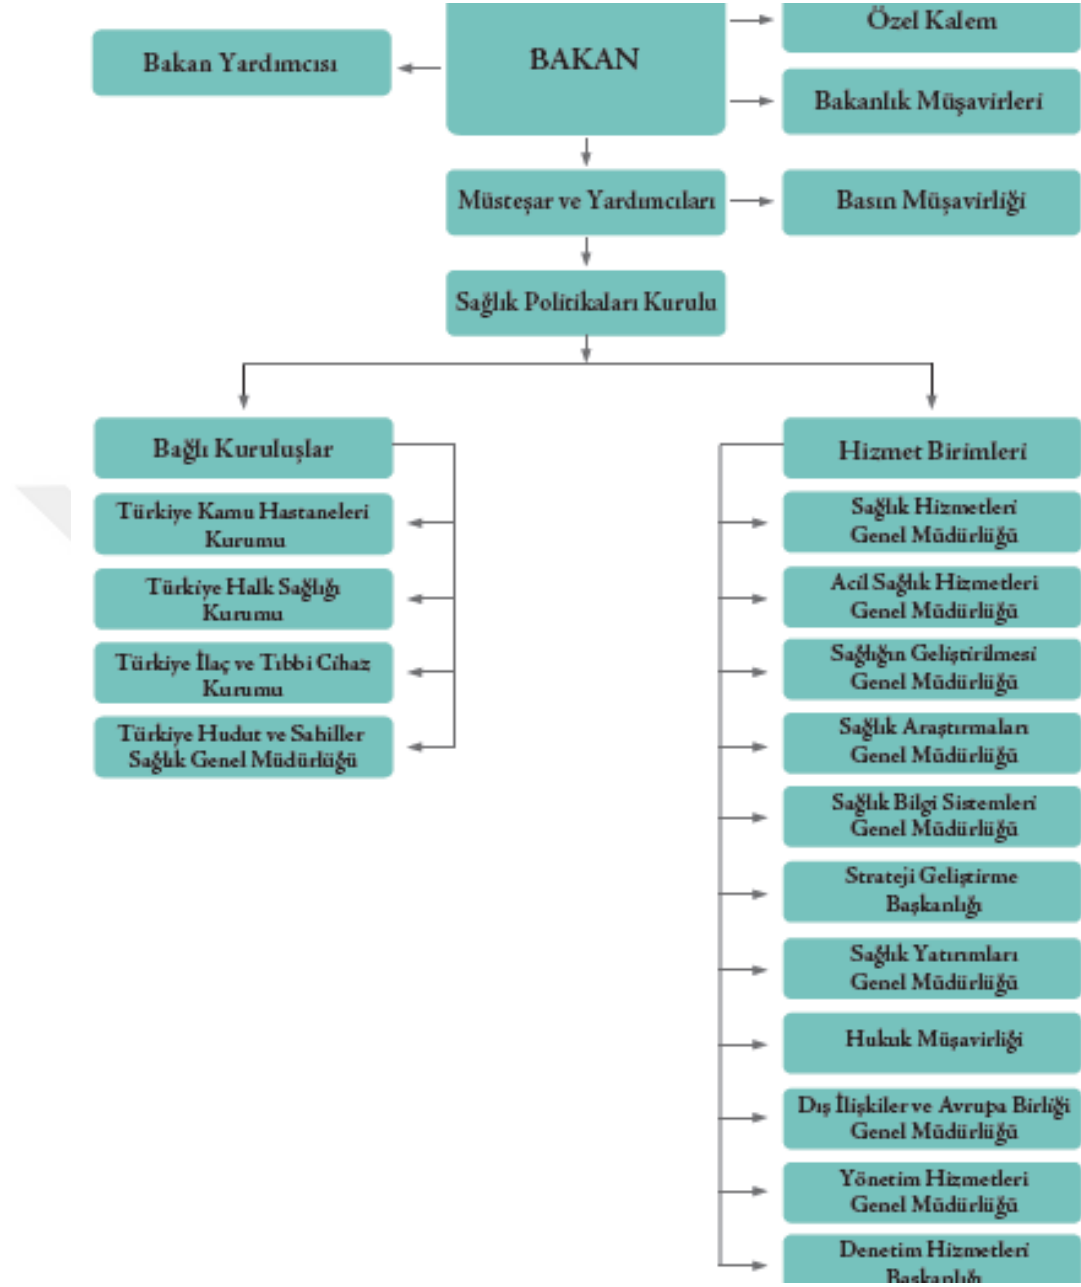 Özel Kalem
Bakan Yardımcısı
BAKAN
Bakanlık Müşavirleri
Müsteşar ve Yardımcıları
Basın Müşavirliği
Sağlık Politikaları Kurulu
Bağlı Kuruluşlar
Türkiye Kamu Hastaneleri
Kurumu
Türkiye Halk Sağlığı
Kurumu
Türkiye İlaç ve Tıbbi Cihaz
Kurumu
Türkiye Hudut ve Sahiller
Sağlık Genel Müdürlüğü
Hizmet Birimleri
Sağlık Hizmetleri
Genel Müdürlüğü
Acil Sağlık Hizmetleri
Genel Müdürlüğü
Sağlığın Geliştirilmesi
Genel Müdürlüğü
Sağlık Araştırmaları
Genel Müdürlüğü
Sağlık Bilgi Sistemleri
Genel Müdürlüğü
Strateji Geliştirme
Başkanlığı
Sağlık Yatırımları
Genel Müdürlüğü
Hukuk Müşavirliği
Dış İlişkiler ve Avrupa Birliği
Genel Müdürlüğü
Yönetim Hizmetleri
Genel Müdürlüğü
Denetim Hizmetleri
Başkanlığı